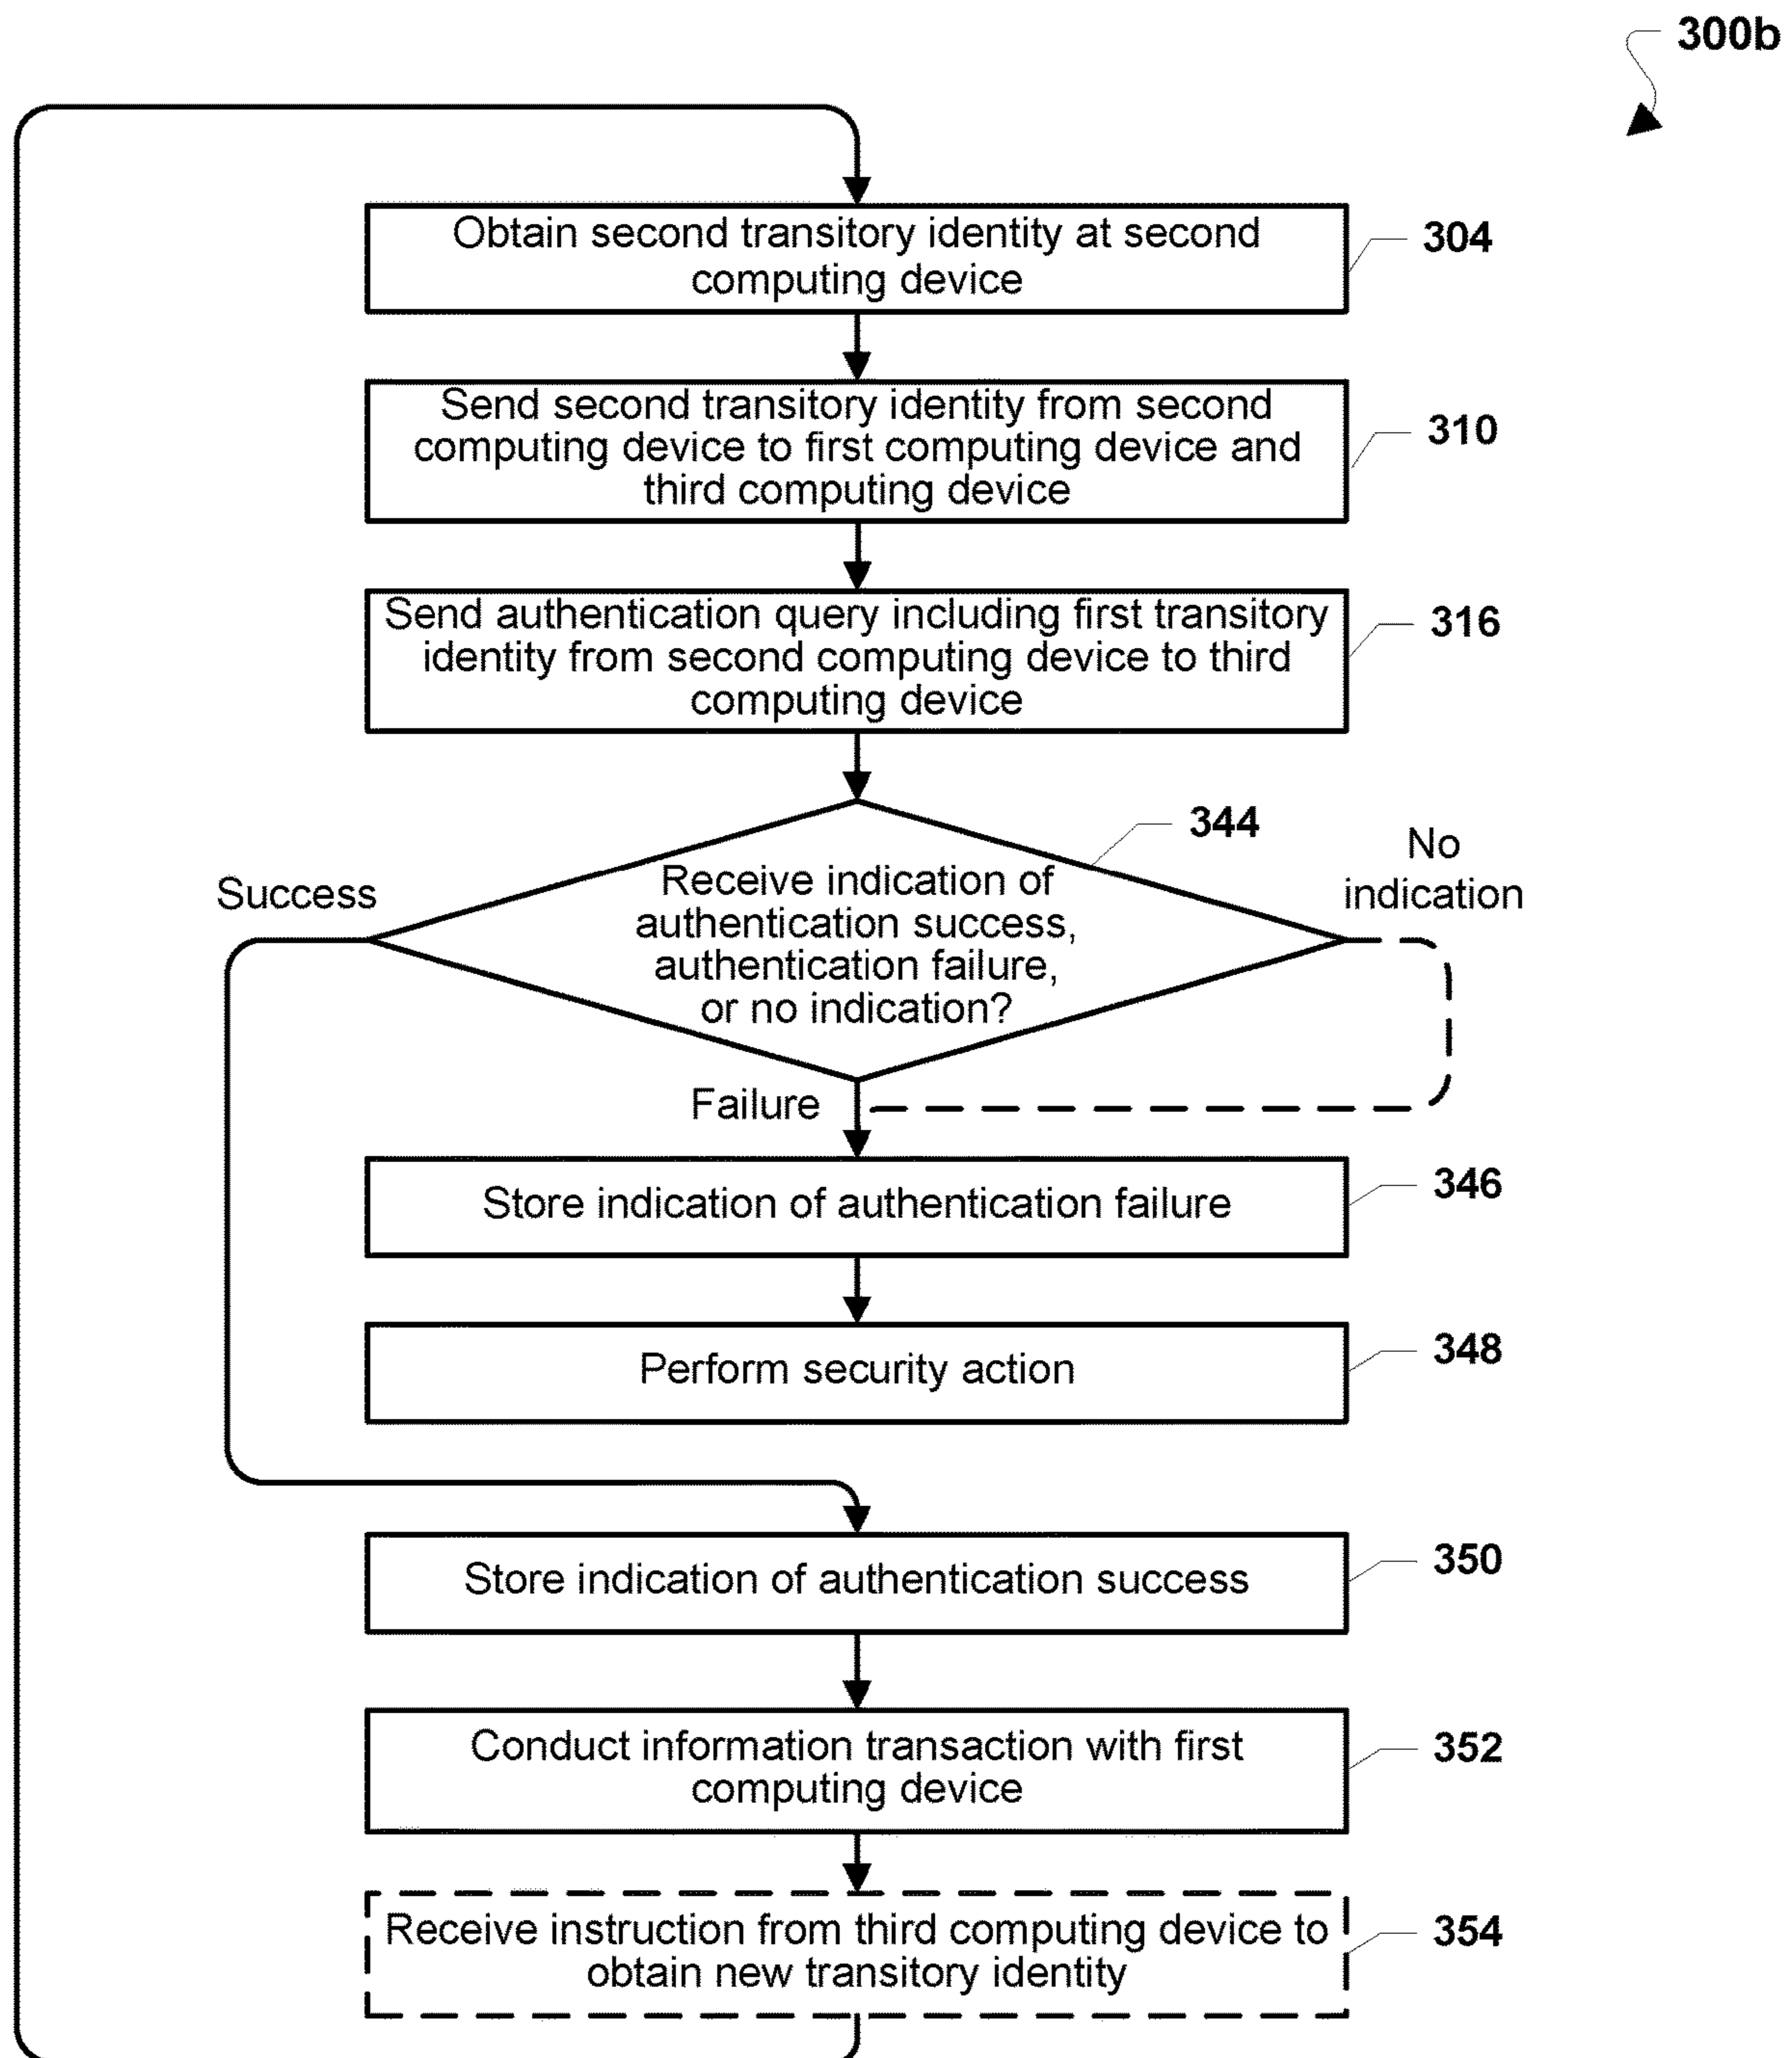 300b
Obtain second transitory identity at second
computing device
304
Send second transitory identity from second
computing device to first computing device and
third computing device
310
Send authentication query including first transitory
identity from second computing device to third
computing device
316
344
No
indication
Success
Receive indication of
authentication success,
authentication failure,
or no indication?
Failure
Store indication of authentication failure
346
Perform security action
348
Store indication of authentication success
350
Conduct information transaction with first
computing device
352
Receive instruction from third computing device to
obtain new transitory identity
354